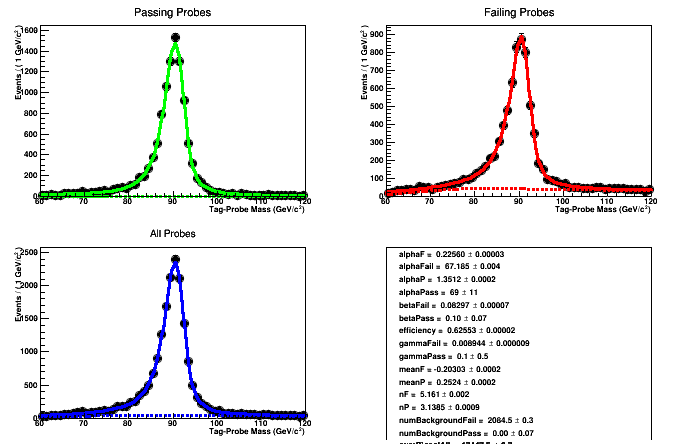 Passing Probes
Events / ( 1 GeV/c² )
1600
1400
1200
1000
800
600
400
200
0
60 70 80 90 100 110 120
Tag-Probe Mass (GeV/c²)
Failing Probes
Events / ( 1 GeV/c² )
900
800
700
600
500
400
300
200
100
0
60 70 80 90 100 110 120
Tag-Probe Mass (GeV/c²)
All Probes
Events / ( 1 GeV/c² )
2500
2000
1500
1000
500
0
60 70 80 90 100 110 120
Tag-Probe Mass (GeV/c²)
alphaF = 0.22560 ± 0.00003
alphaFail = 67.185 ± 0.004
alphaP = 1.3512 ± 0.0002
alphaPass = 69 ± 11
betaFail = 0.08297 ± 0.00007
betaPass = 0.10 ± 0.07
efficiency = 0.62553 ± 0.00002
gammaFail = 0.008944 ± 0.000009
gammaPass = 0.1 ± 0.5
meanF = -0.20303 ± 0.0002
meanP = 0.2524 ± 0.0002
nF = 5.161 ± 0.002
nP = 3.1385 ± 0.0009
numBackgroundFail = 2084.5 ± 0.3
numBackgroundPass = 0.00 ± 0.07